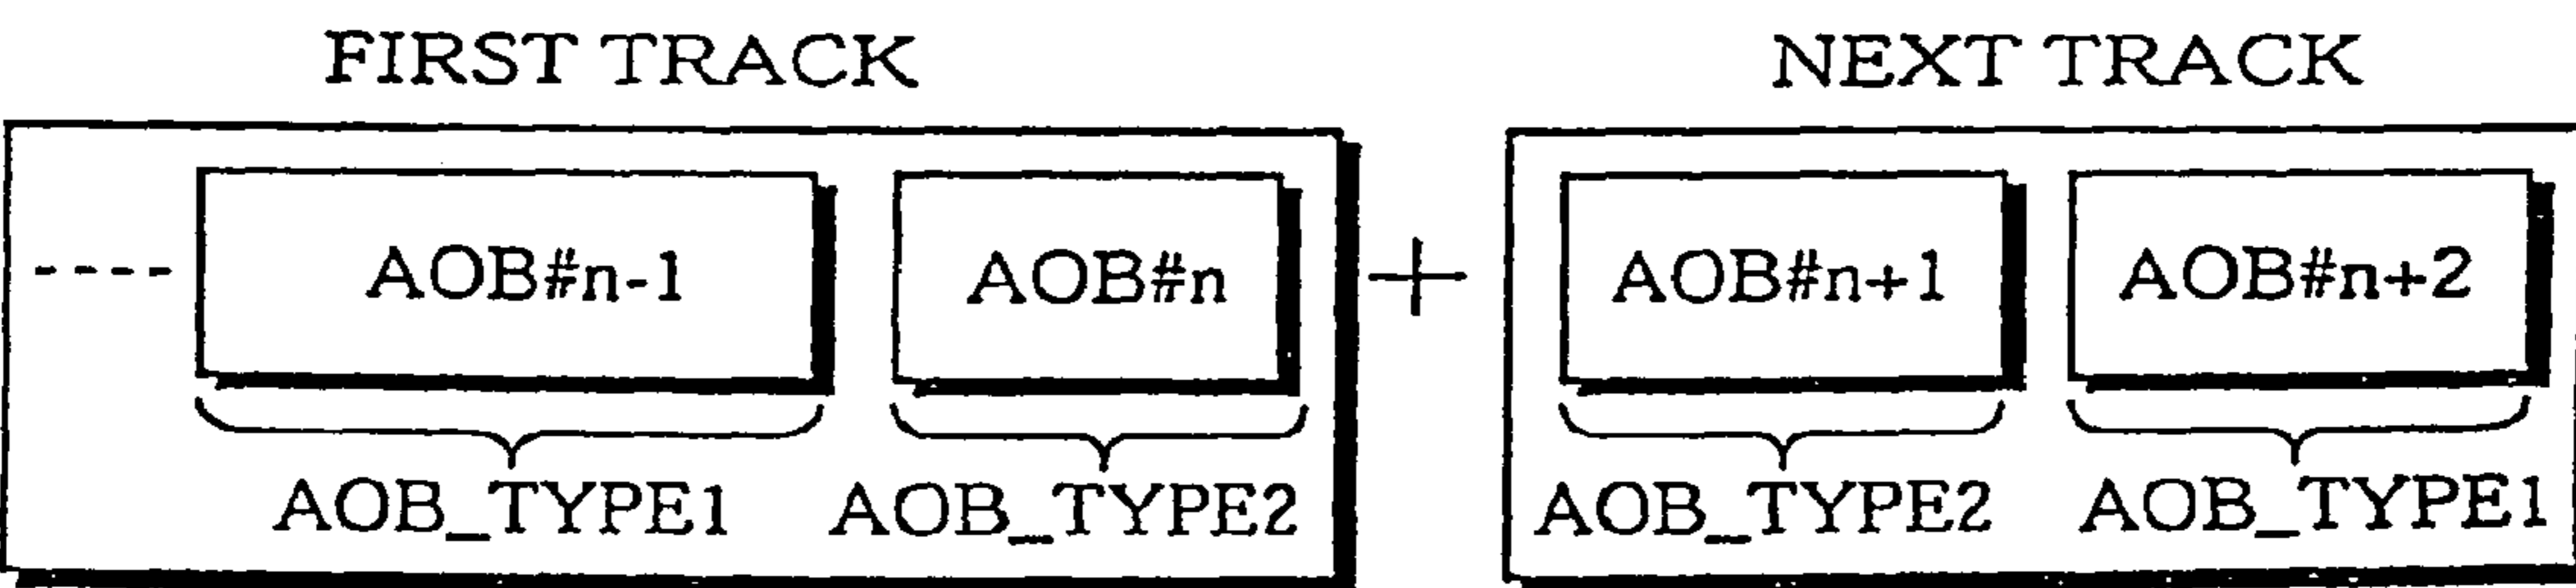 FIRST TRACK
NEXT TRACK
---- AOB#n-1 AOB#n + AOB#n+1 AOB#n+2
AOB_TYPE1 AOB_TYPE2 AOB_TYPE2 AOB_TYPE1